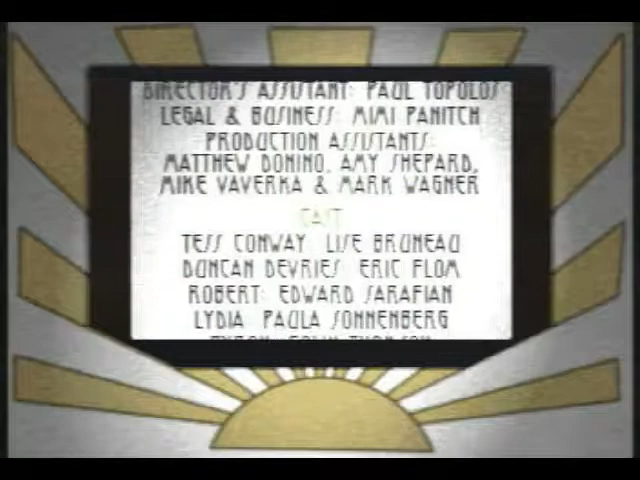 DIRECTOR'S ASSISTANT: PAUL TOPOLOS
LEGAL & BUSINESS: MIMI PANITCH
PRODUCTION ASSISTANTS:
MATTHEW DONINO, AMY SHEPARD,
MIKE VAVERKA & MARK WAGNER
CAST
TESS CONWAY: LISE BRUNEAU
DUNCAN DEVRIES: ERIC FLOM
ROBERT: EDWARD SARAFIAN
LYDIA: PAULA SONNENBERG